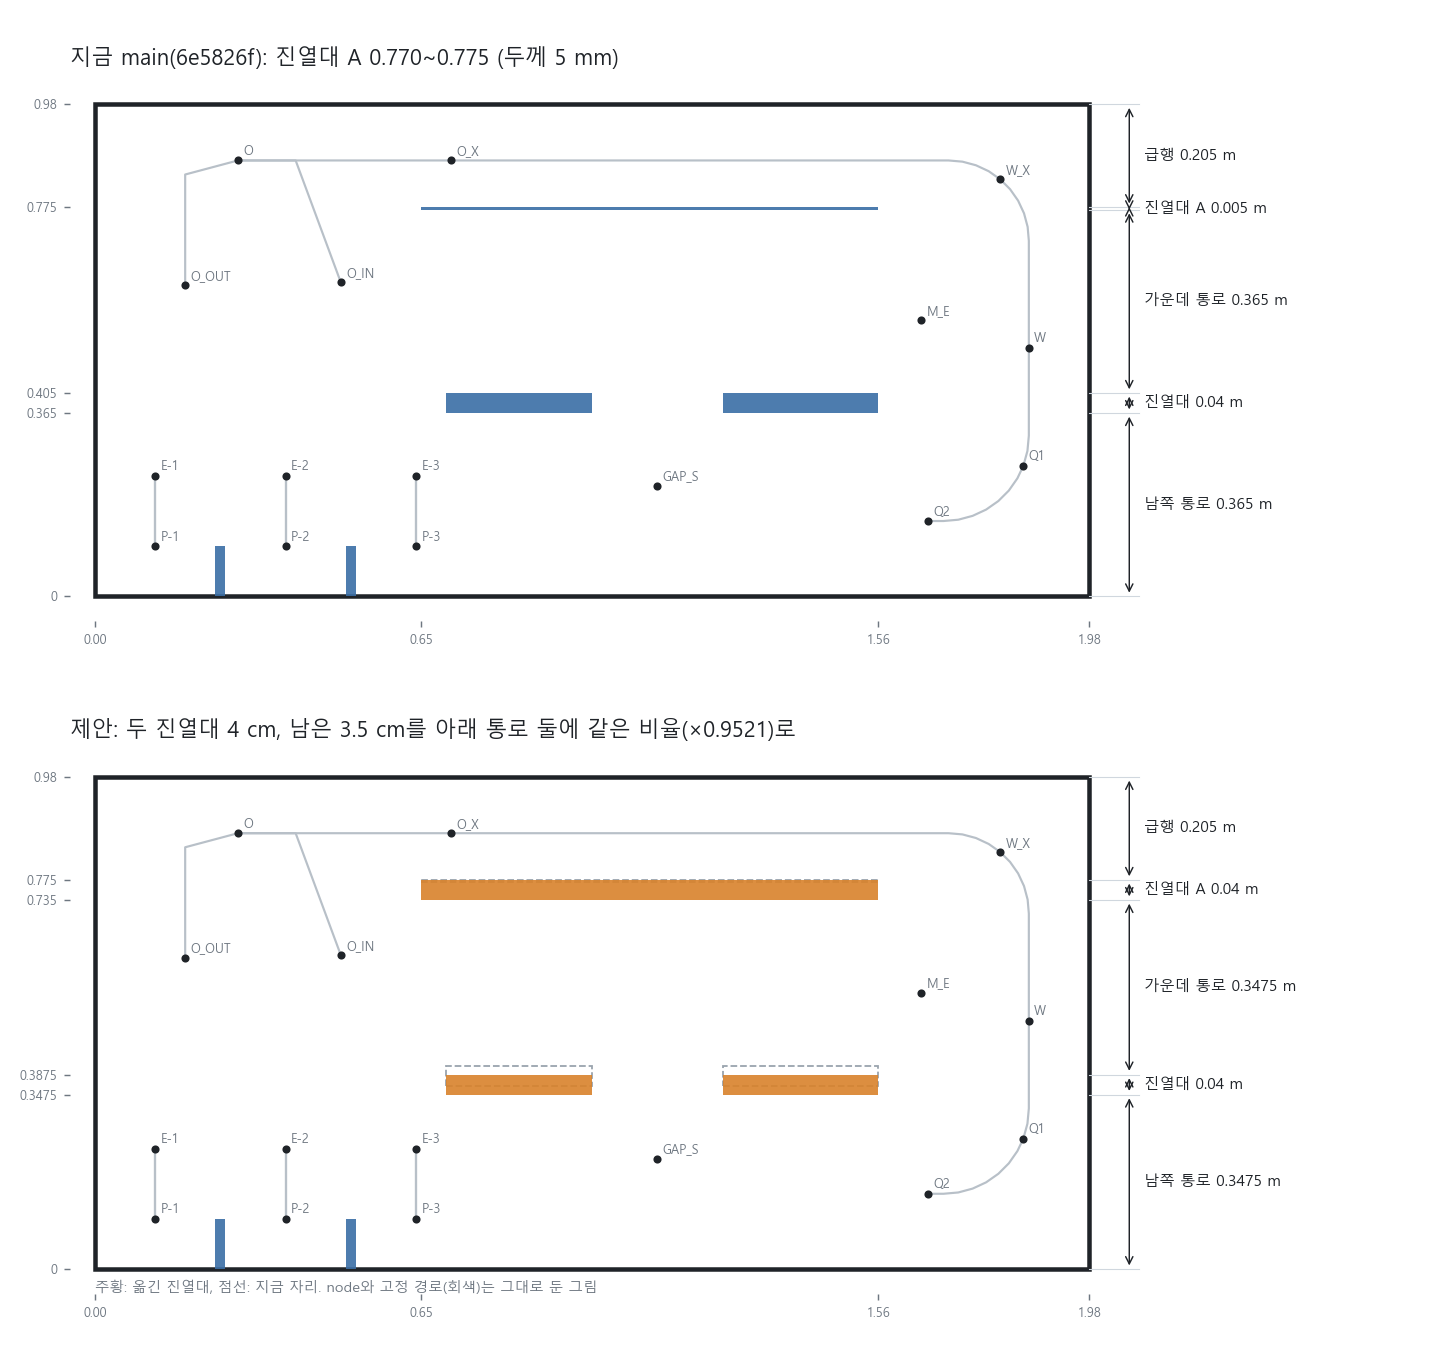 지금 main(6e5826f): 진열대 A 0.770~0.775 (두께 5 mm)
0.98
O
O_X
급행 0.205 m
W_X
0.775
진열대 A 0.005 m
O_OUT
O_IN
가운데 통로 0.365 m
M_E
W
0.405
진열대 0.04 m
0.365
E-1
E-2
E-3
GAP_S
Q1
남쪽 통로 0.365 m
Q2
P-1
P-2
P-3
0
0.00
0.65
1.56
1.98
제안: 두 진열대 4 cm, 남은 3.5 cm를 아래 통로 둘에 같은 비율(×0.9521)로
0.98
O
O_X
급행 0.205 m
W_X
0.775
진열대 A 0.04 m
0.735
O_OUT
O_IN
가운데 통로 0.3475 m
M_E
W
0.3875
진열대 0.04 m
0.3475
E-1
E-2
E-3
GAP_S
Q1
남쪽 통로 0.3475 m
Q2
P-1
P-2
P-3
0
주황: 옮긴 진열대, 점선: 지금 자리. node와 고정 경로(회색)는 그대로 둔 그림
0.00
0.65
1.56
1.98